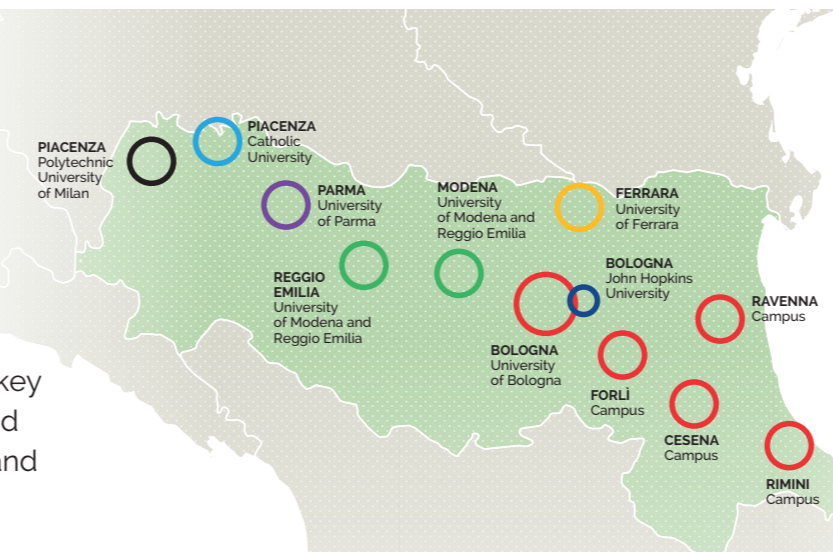 PIACENZA
Polytechnic
University
of Milan
PIACENZA
Catholic
University
PARMA
University
of Parma
MODENA
University
of Modena and
Reggio Emilia
FERRARA
University
of Ferrara
REGGIO
EMILIA
University
of Modena and
Reggio Emilia
BOLOGNA
John Hopkins
University
RAVENNA
Campus
BOLOGNA
University
of Bologna
FORLÌ
Campus
CESENA
Campus
RIMINI
Campus
key
d
and